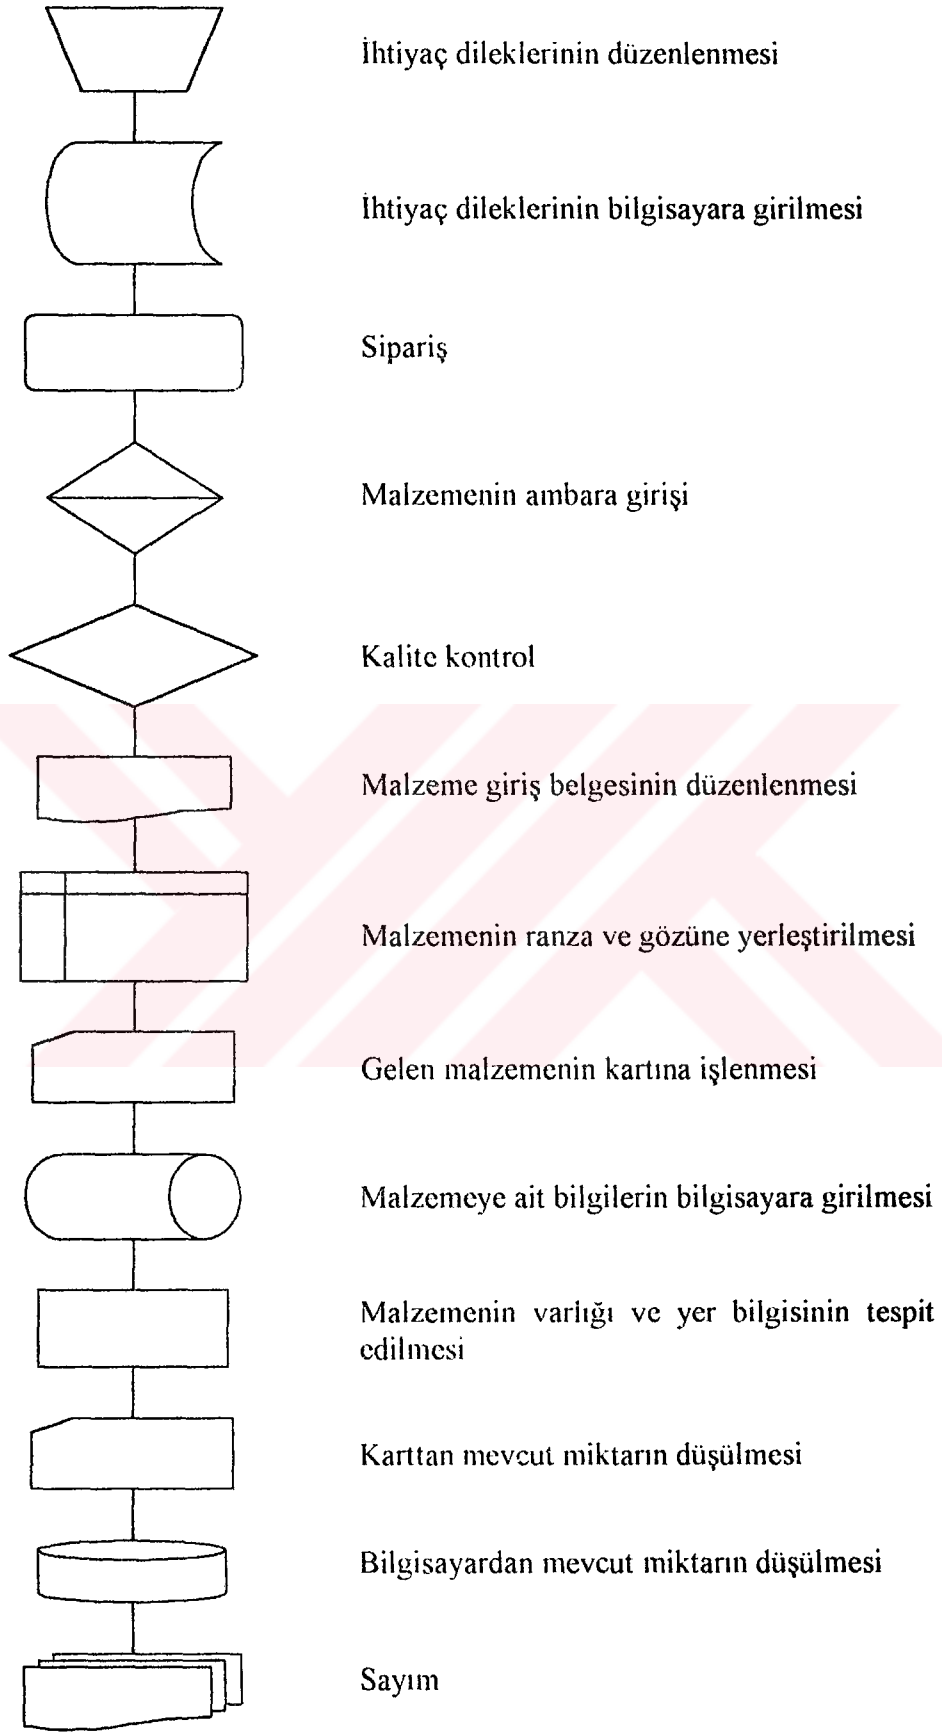 İhtiyaç dileklerinin düzenlenmesi
İhtiyaç dileklerinin bilgisayara girilmesi
Sipariş
Malzemenin ambara girişi
Kalite kontrol
Malzeme giriş belgesinin düzenlenmesi
Malzemenin ranza ve gözüne yerleştirilmesi
Gelen malzemenin kartına işlenmesi
Malzemeye ait bilgilerin bilgisayara girilmesi
Malzemenin varlığı ve yer bilgisinin tespit
edilmesi
Karttan mevcut miktarın düşülmesi
Bilgisayardan mevcut miktarın düşülmesi
Sayım